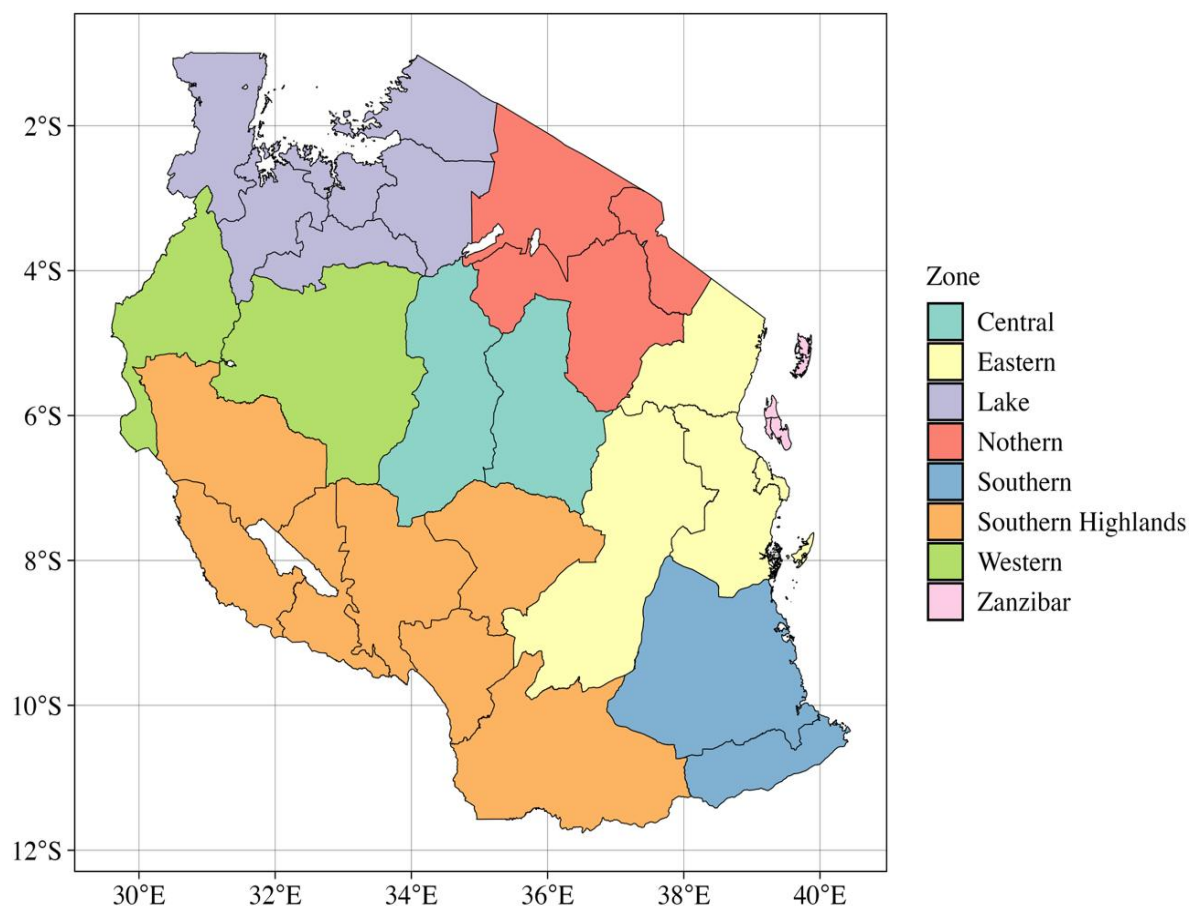 2°S
4°S
6°S
8°S
10°S
12°S
30°E 32°E 34°E 36°E 38°E 40°E
Zone
Central
Eastern
Lake
Nothern
Southern
Southern Highlands
Western
Zanzibar